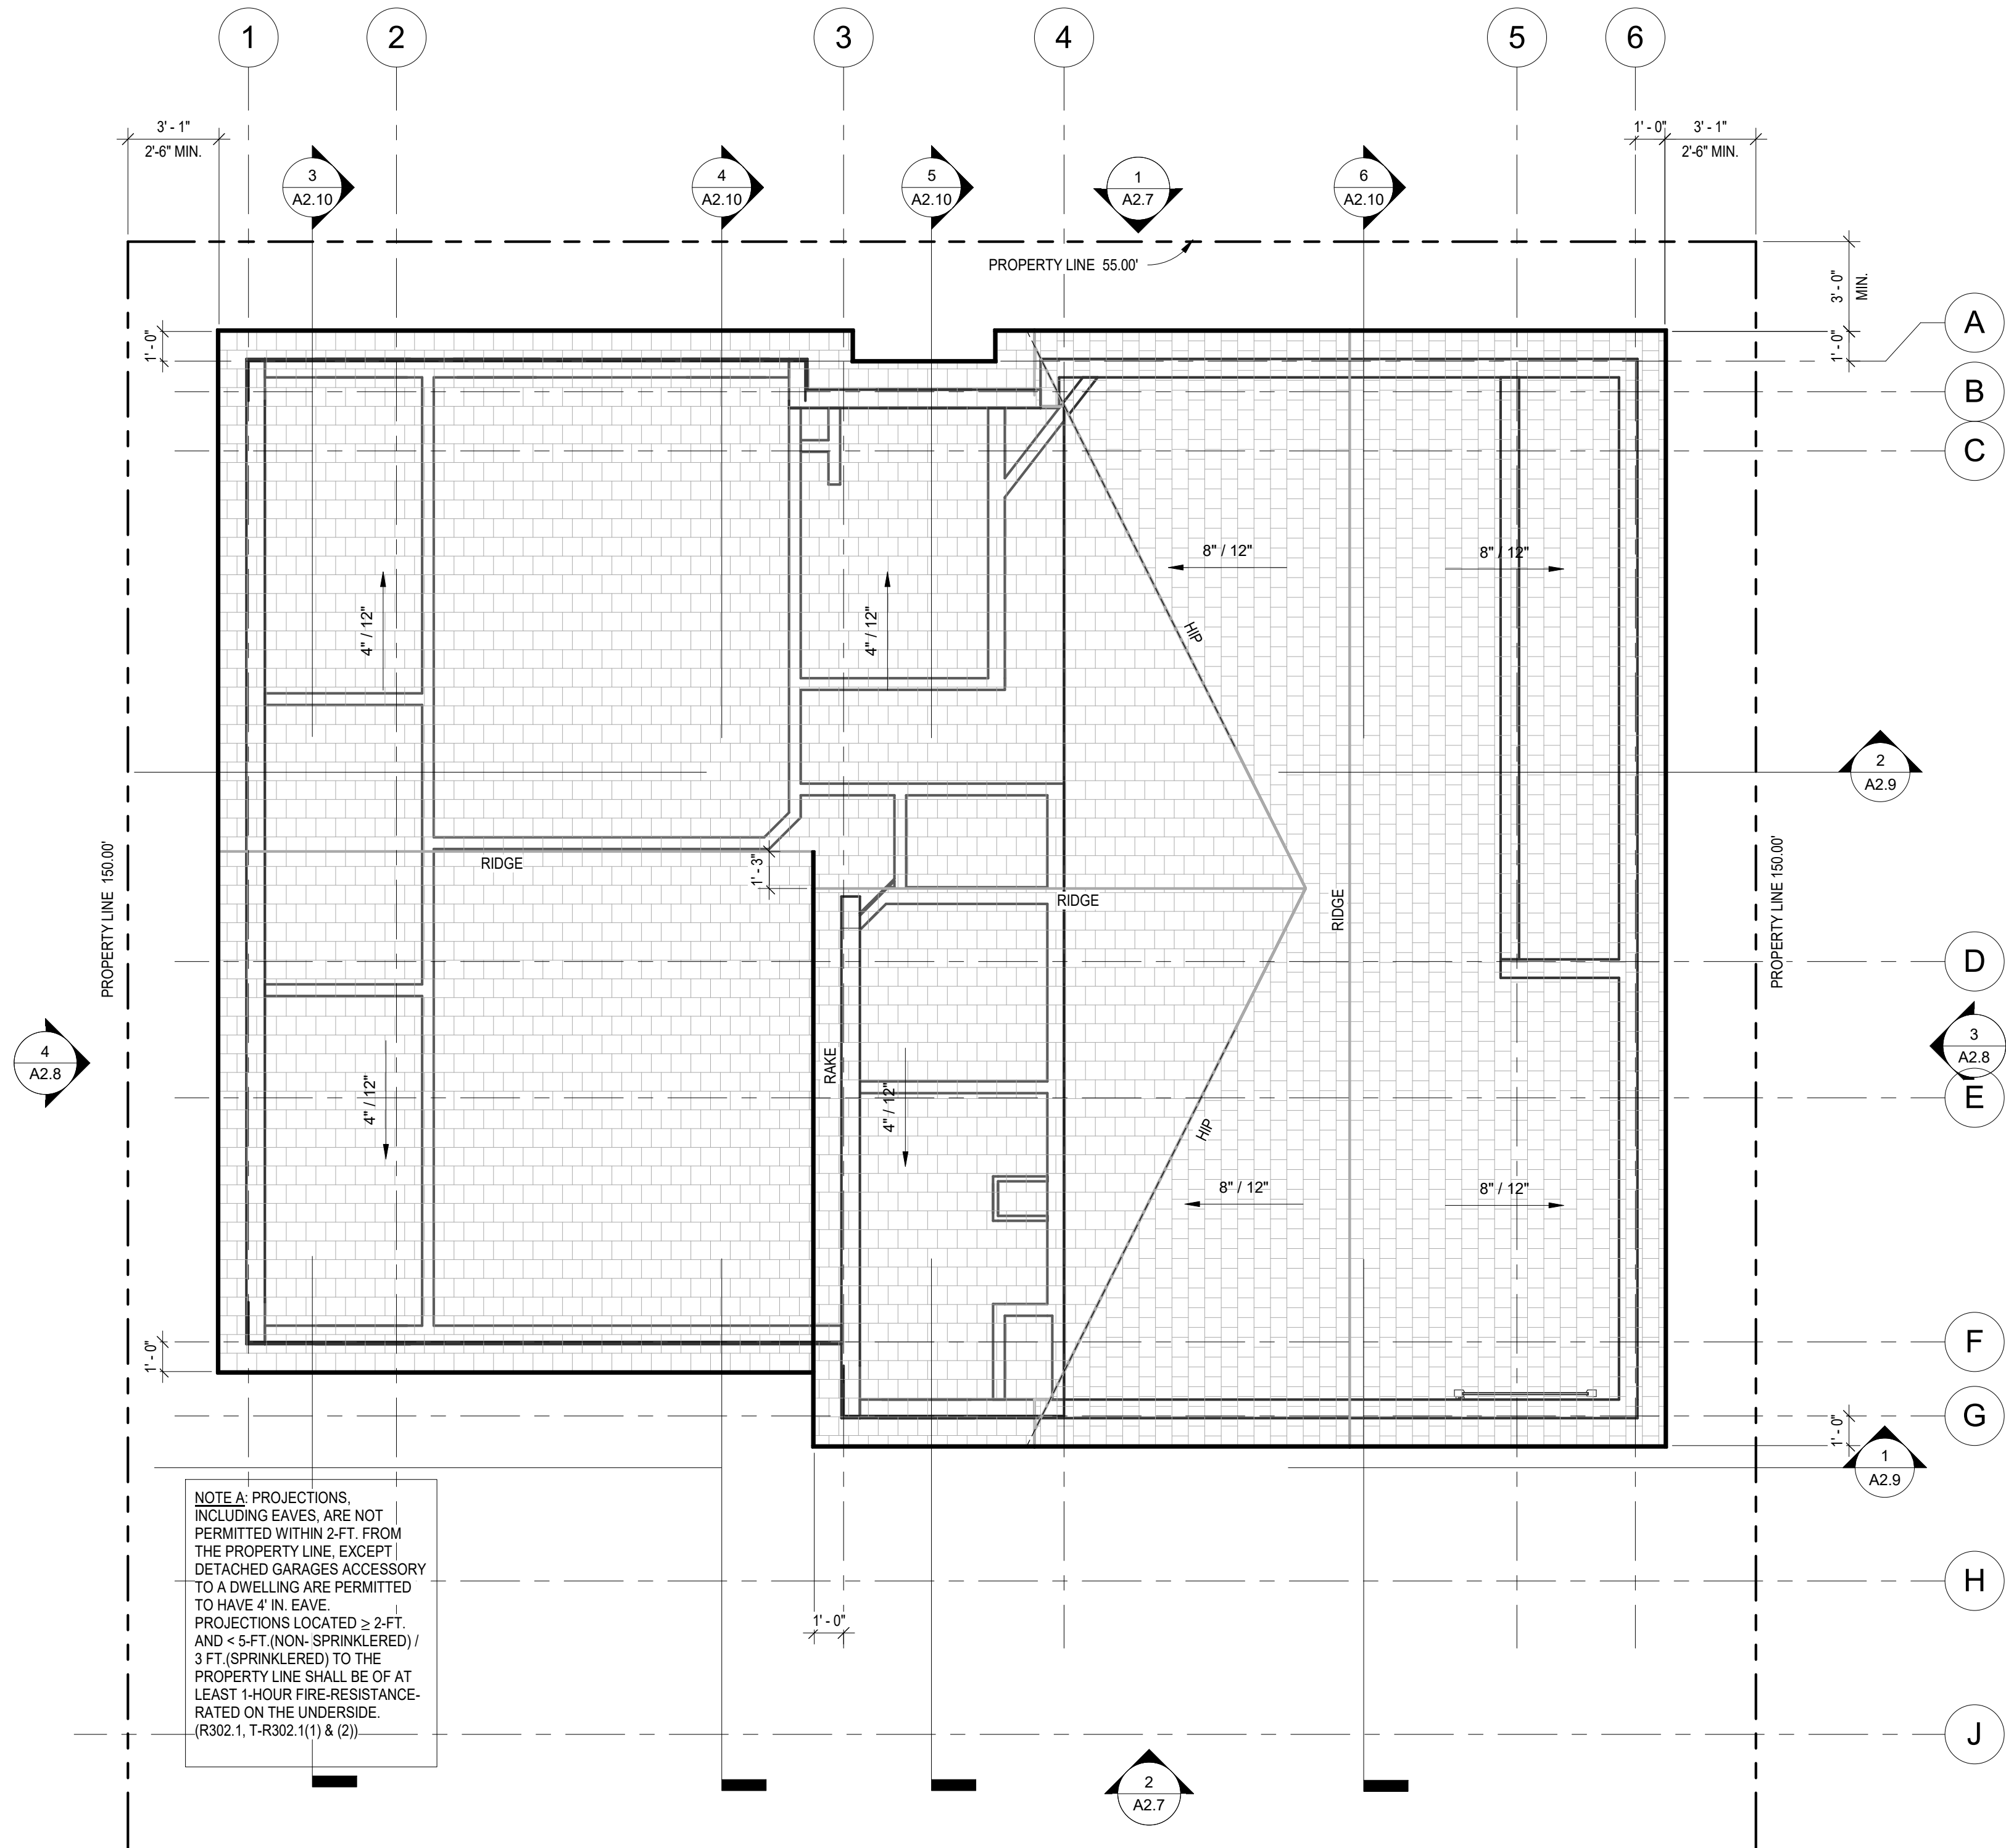 1
2
3
4
5
6
3' - 1"
2'-6" MIN.
1' - 0"
3' - 1"
2'-6" MIN.
3
A2.10
4
A2.10
5
A2.10
1
A2.7
6
A2.10
PROPERTY LINE 55.00'
3' - 0"
MIN.
1' - 0"
1' - 0"
A
B
C
8" / 12"
8" / 12"
4" / 12"
4" / 12"
HIP
2
A2.9
PROPERTY LINE 150.00'
RIDGE
1' - 3"
RIDGE
RIDGE
PROPERTY LINE 150.00'
D
4
A2.8
3
A2.8
RAKE
E
4" / 12"
4" / 12"
HIP
8" / 12"
8" / 12"
1' - 0"
F
G
1' - 0"
1
A2.9
NOTE A: PROJECTIONS,
INCLUDING EAVES, ARE NOT
PERMITTED WITHIN 2-FT. FROM
THE PROPERTY LINE, EXCEPT
DETACHED GARAGES ACCESSORY
TO A DWELLING ARE PERMITTED
TO HAVE 4' IN. EAVE.
PROJECTIONS LOCATED ≥ 2-FT.
AND < 5-FT.(NON- SPRINKLERED) /
3 FT.(SPRINKLERED) TO THE
PROPERTY LINE SHALL BE OF AT
LEAST 1-HOUR FIRE-RESISTANCE-
RATED ON THE UNDERSIDE.
(R302.1, T-R302.1(1) & (2))
H
1' - 0"
J
2
A2.7